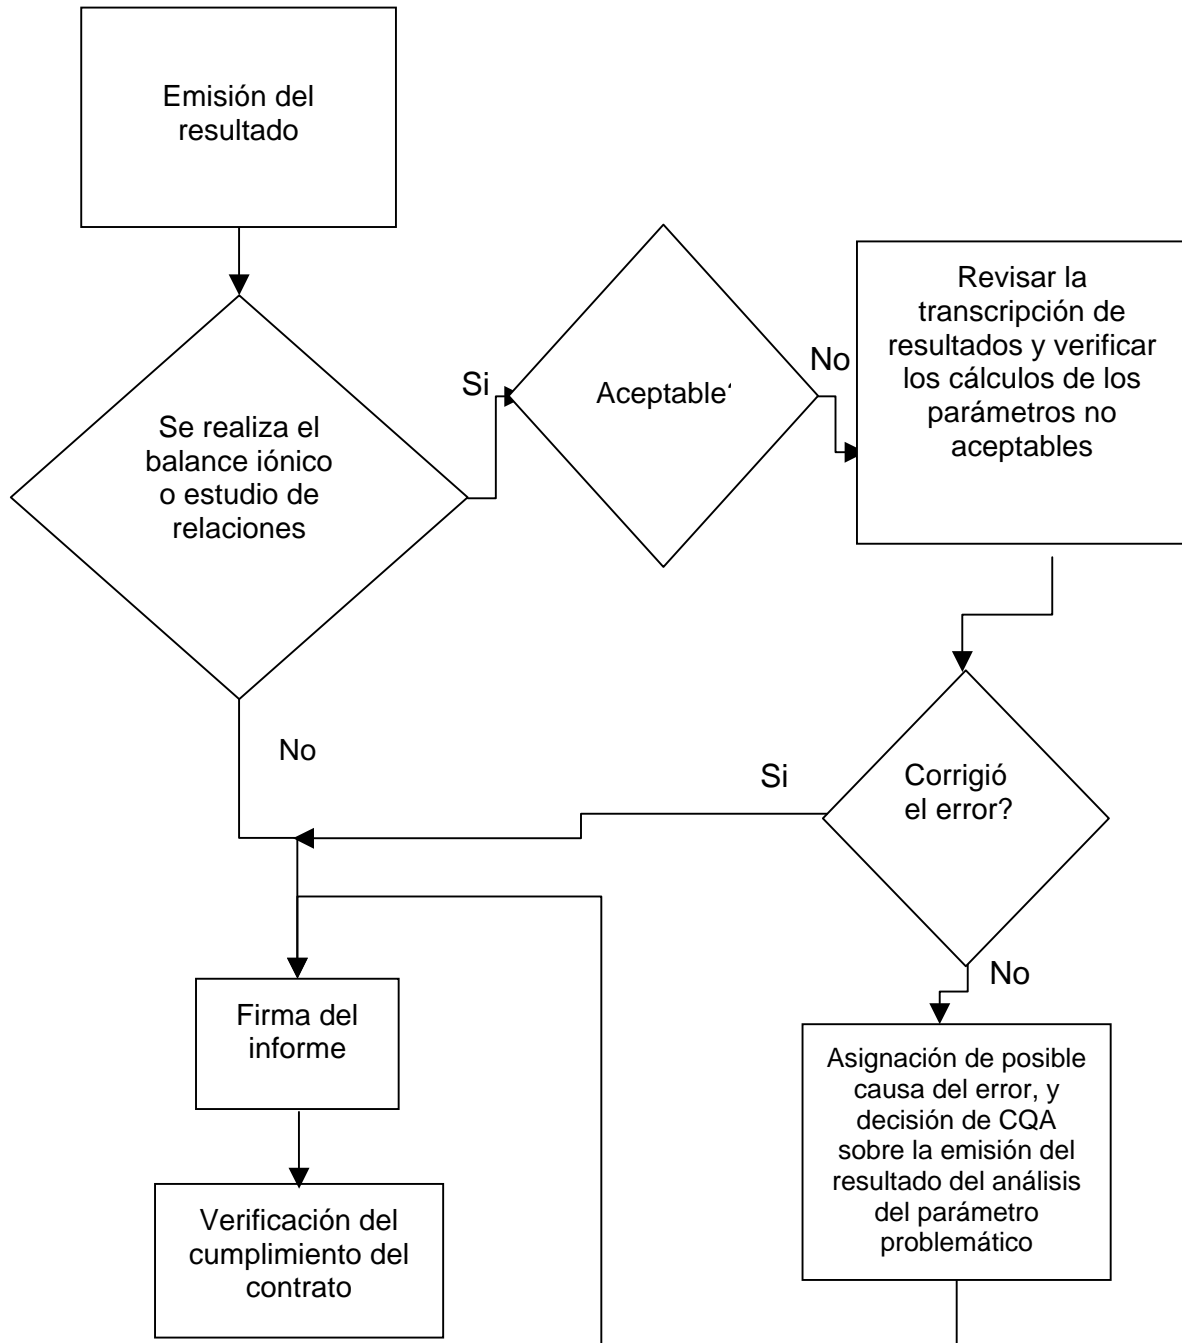 Emisión del
resultado
Se realiza el
balance iónico
o estudio de
relaciones
Si
Aceptable?
No
Revisar la
transcripción de
resultados y verificar
los cálculos de los
parámetros no
aceptables
No
Si
Corrigió
el error?
No
Firma del
informe
Verificación del
cumplimiento del
contrato
Asignación de posible
causa del error, y
decisión de CQA
sobre la emisión del
resultado del análisis
del parámetro
problemático